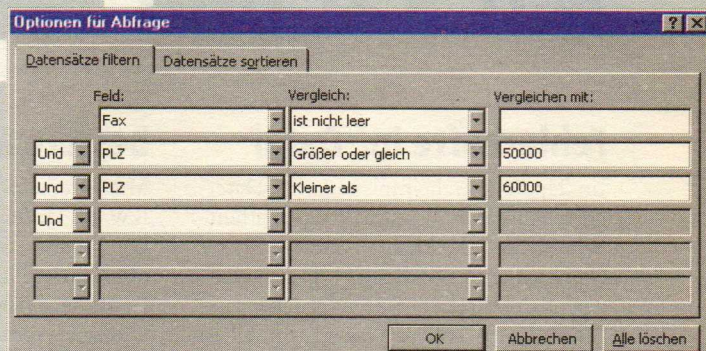 Optionen für Abfrage
Datensätze filtern Datensätze sortieren
Feld: Vergleich: Vergleichen mit:
Fax ist nicht leer
Und PLZ Größer oder gleich 50000
Und PLZ Kleiner als 60000
Und
OK Abbrechen Alle löschen